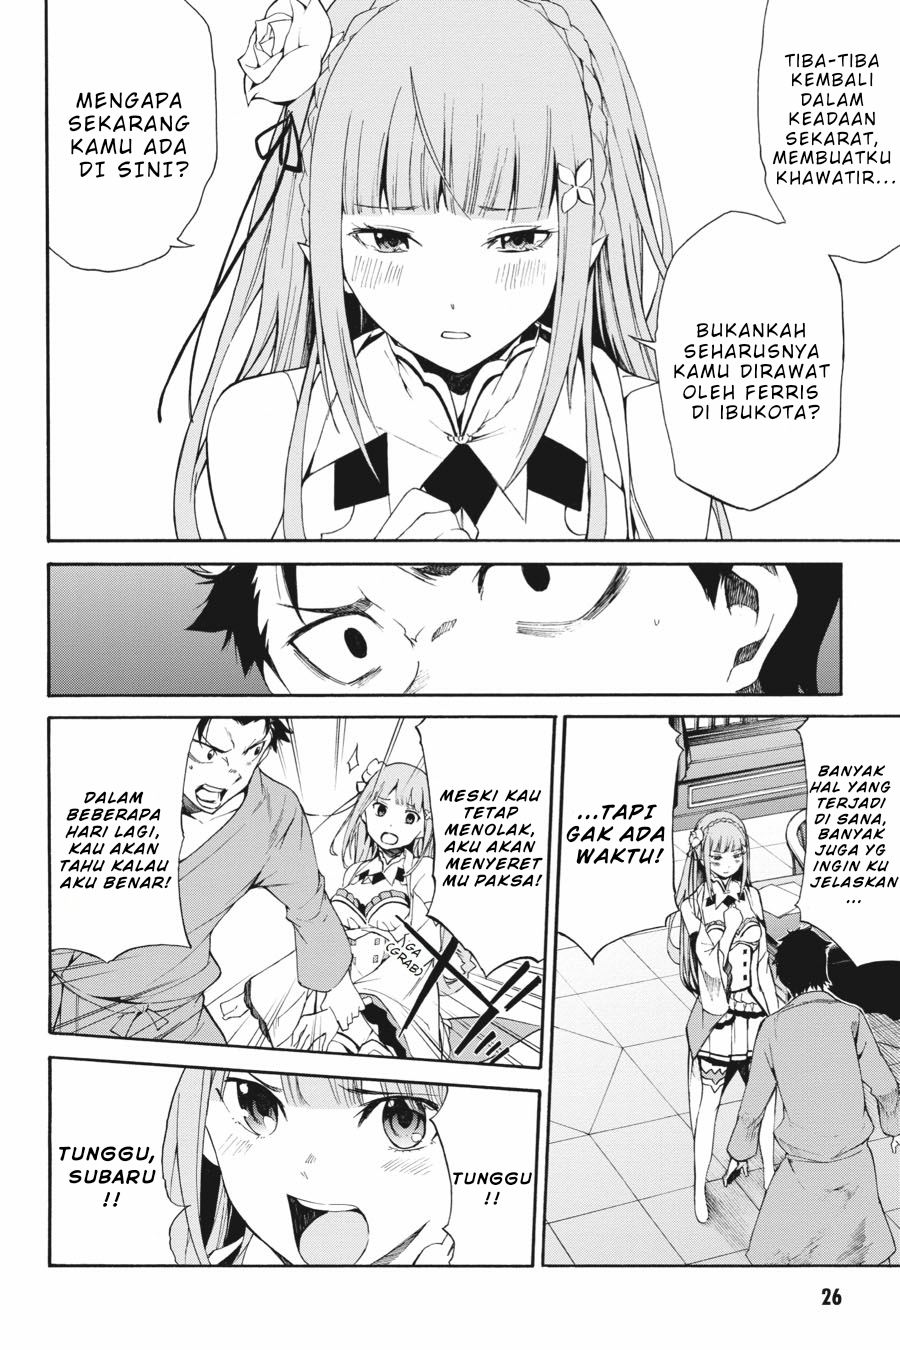 TIBA-TIBA
KEMBALI
DALAM
KEADAAN
SEKARAT,
MEMBUATKU
KHAWATIR...
BUKANKAH
SEHARUSNYA
KAMU DIRAWAT
OLEH FERRIS
DI IBUKOTA?
MENGAPA
SEKARANG
KAMU ADA
DI SINI?
BANYAK
HAL YANG
TERJADI
DI SANA,
BANYAK
JUGA YG
INGIN KU
JELASKAN
...
...TAPI
GAK ADA
WAKTU!
MESKI KAU
TETAP
MENOLAK,
AKU AKAN
MENYERET
MU PAKSA!
GA
(GRAB)
DALAM
BEBERAPA
HARI LAGI,
KAU AKAN
TAHU KALAU
AKU BENAR!
TUNGGU
!!
TUNGGU,
SUBARU
!!
26